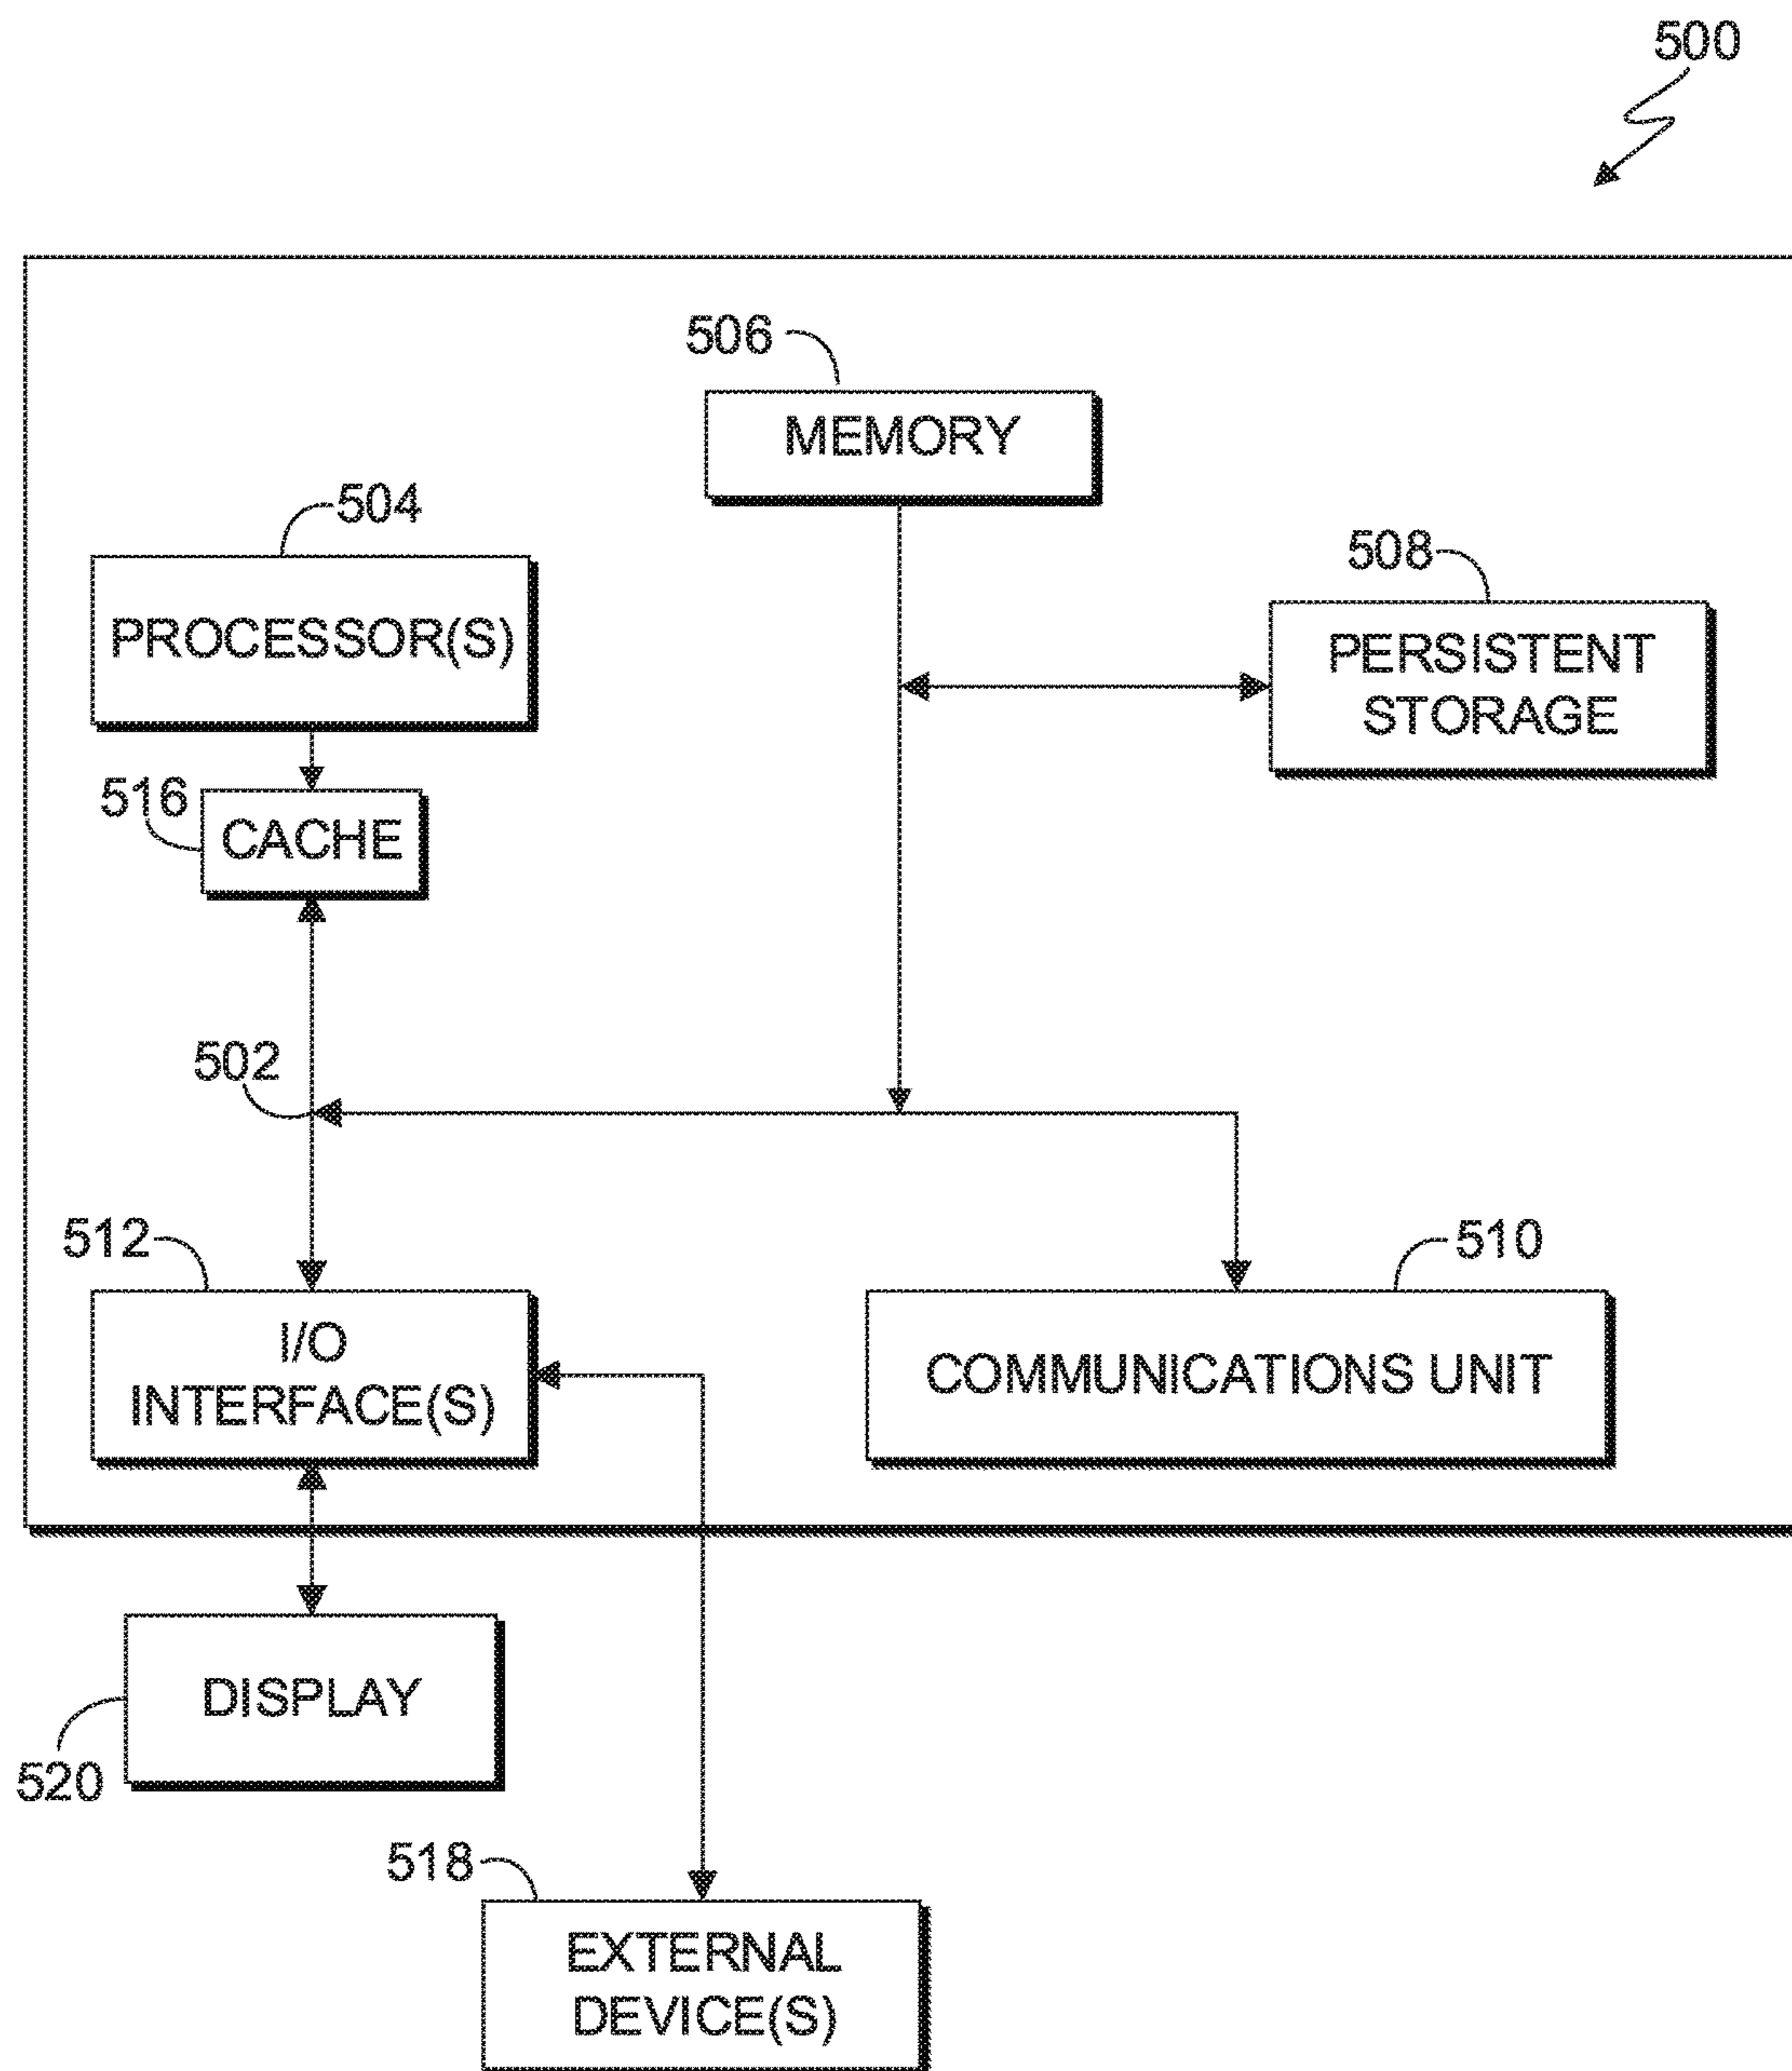 500
506
MEMORY
504
PROCESSOR(S)
508
PERSISTENT
STORAGE
516
CACHE
502
512
I/O
INTERFACE(S)
510
COMMUNICATIONS UNIT
DISPLAY
520
518
EXTERNAL
DEVICE(S)